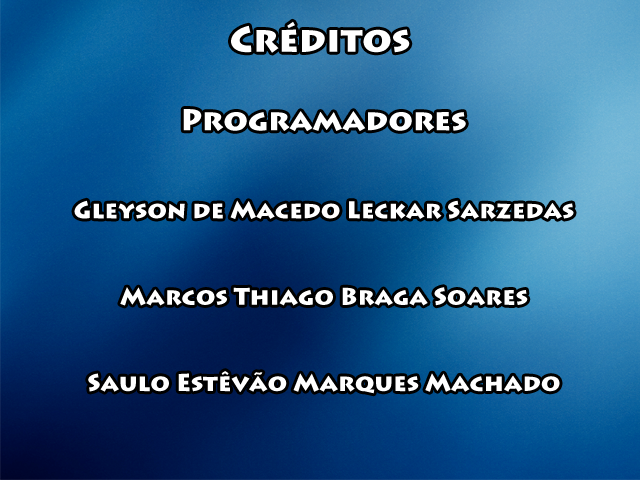 Créditos
Programadores
Gleyson de Macedo Leckar Sarzedas
Marcos Thiago Braga Soares
Saulo Estêvão Marques Machado